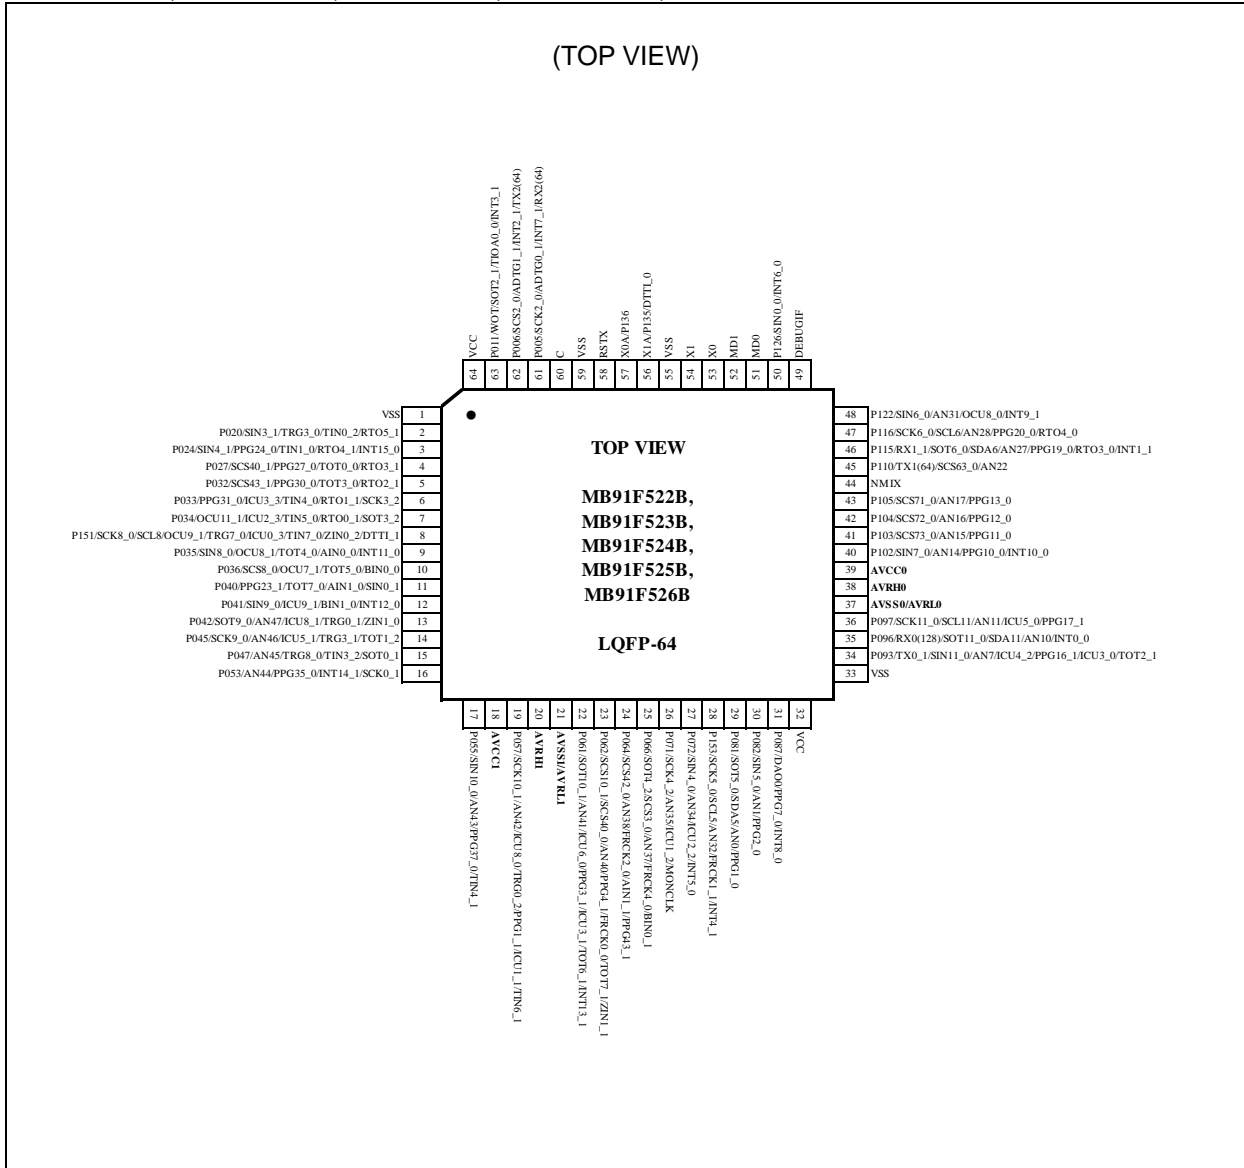 (TOP VIEW)
VCC
P011/WOT/SOT2_1/TIOA0_0/INT3_1
P006/SCS2_0/ADTG1_1/INT2_1/TX2(64)
P005/SCK2_0/ADTG0_1/INT7_1/RX2(64)
C
VSS
RSTX
X0A/P136
X1A/P135/DTTI_0
VSS
X1
X0
MD1
MD0
P126/SIN0_0/INT6_0
DEBUGIF
64 63 62 61 60 59 58 57 56 55 54 53 52 51 50 49
VSS 1
P020/SIN3_1/TRG3_0/TIN0_2/RTO5_1 2
P024/SIN4_1/PPG24_0/TIN1_0/RTO4_1/INT15_0 3
P027/SCS40_1/PPG27_0/TOT0_0/RTO3_1 4
P032/SCS43_1/PPG30_0/TOT3_0/RTO2_1 5
P033/PPG31_0/ICU3_3/TIN4_0/RTO1_1/SCK3_2 6
P034/OCU11_1/ICU2_3/TIN5_0/RTO0_1/SOT3_2 7
P151/SCK8_0/SCL8/OCU9_1/TRG7_0/ICU0_3/TIN7_0/ZIN0_2/DTTI_1 8
P035/SIN8_0/OCU8_1/TOT4_0/AIN0_0/INT11_0 9
P036/SCS8_0/OCU7_1/TOT5_0/BIN0_0 10
P040/PPG23_1/TOT7_0/AIN1_0/SIN0_1 11
P041/SIN9_0/ICU9_1/BIN1_0/INT12_0 12
P042/SOT9_0/AN47/ICU8_1/TRG0_1/ZIN1_0 13
P045/SCK9_0/AN46/ICU5_1/TRG3_1/TOT1_2 14
P047/AN45/TRG8_0/TIN3_2/SOT0_1 15
P053/AN44/PPG35_0/INT14_1/SCK0_1 16
TOP VIEW
MB91F522B,
MB91F523B,
MB91F524B,
MB91F525B,
MB91F526B
LQFP-64
48 P122/SIN6_0/AN31/OCU8_0/INT9_1
47 P116/SCK6_0/SCL6/AN28/PPG20_0/RTO4_0
46 P115/RX1_1/SOT6_0/SDA6/AN27/PPG19_0/RTO3_0/INT1_1
45 P110/TX1(64)/SCS63_0/AN22
44 NMIX
43 P105/SCS71_0/AN17/PPG13_0
42 P104/SCS72_0/AN16/PPG12_0
41 P103/SCS73_0/AN15/PPG11_0
40 P102/SIN7_0/AN14/PPG10_0/INT10_0
39 AVCC0
38 AVRH0
37 AVSS0/AVRL0
36 P097/SCK11_0/SCL11/AN11/ICU5_0/PPG17_1
35 P096/RX0(128)/SOT11_0/SDA11/AN10/INT0_0
34 P093/TX0_1/SIN11_0/AN7/ICU4_2/PPG16_1/ICU3_0/TOT2_1
33 VSS
17 18 19 20 21 22 23 24 25 26 27 28 29 30 31 32
P055/SIN10_0/AN43/PPG37_0/TIN4_1
AVCC1
P057/SCK10_1/AN42/ICU8_0/TRG0_2/PPG1_1/ICU1_1/TIN6_1
AVRH1
AVSS1/AVRL1
P061/SOT10_1/AN41/ICU6_0/PPG3_1/ICU3_1/TOT6_1/INT13_1
P062/SCS10_1/SCS40_0/AN40/PPG4_1/FRCK0_0/TOT7_1/ZIN1_1
P064/SCS42_0/AN38/FRCK2_0/AIN1_1/PPG43_1
P066/SOT4_2/SCS3_0/AN37/FRCK4_0/BIN0_1
P071/SCK4_2/AN35/ICU1_2/MONCLK
P072/SIN4_0/AN34/ICU2_2/INT5_0
P153/SCK5_0/SCL5/AN32/FRCK1_1/INT4_1
P081/SOT5_0/SDA5/AN0/PPG1_0
P082/SIN5_0/AN1/PPG2_0
P087/DAO0/PPG7_0/INT8_0
VCC